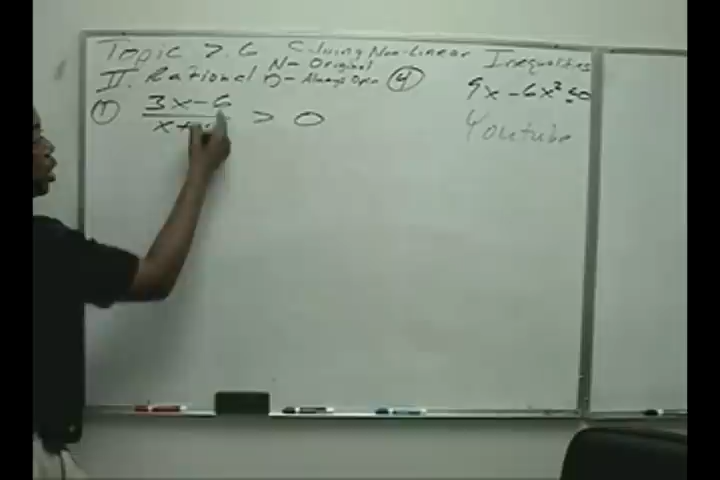 Topic 7.6 Solving Non-Linear Inequalities
N- Original
II. Rational D- Always Open ④
① 3x-6
x+ > 0
9x - 6x² ≤ 0
Youtube